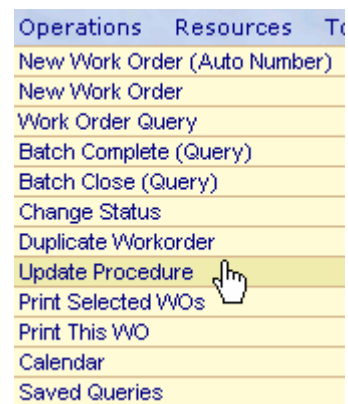 Operations Resources To
New Work Order (Auto Number)
New Work Order
Work Order Query
Batch Complete (Query)
Batch Close (Query)
Change Status
Duplicate Workorder
Update Procedure
Print Selected WOs
Print This WO
Calendar
Saved Queries